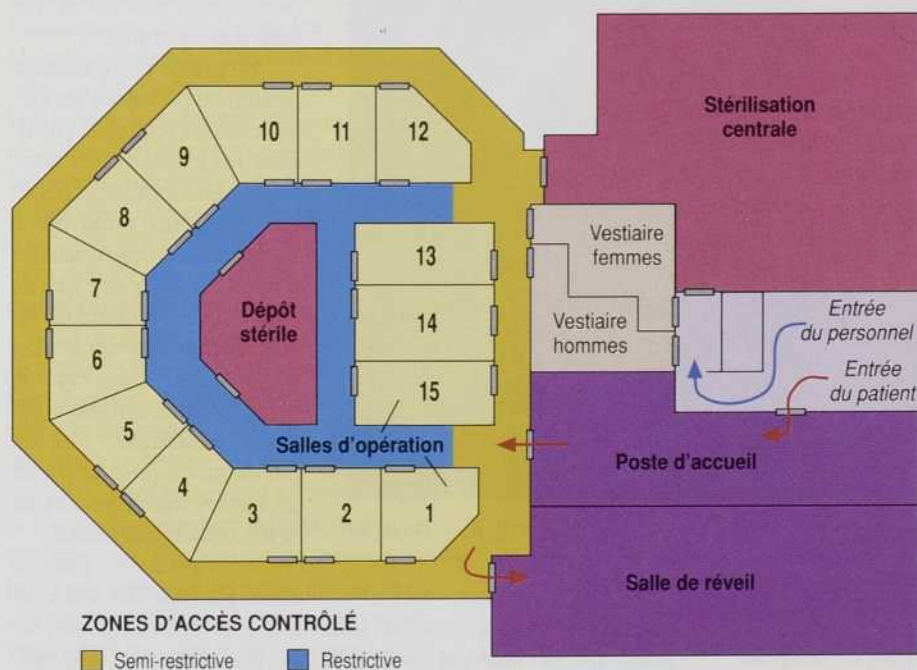 10
11
12
Stérilisation
centrale
9
8
Vestiaire
femmes
13
7
Dépôt
stérile
14
Vestiaire
hommes
Entrée
du personnel
6
15
Entrée
du patient
5
Salles d'opération
Poste d'accueil
4
3
2
1
Salle de réveil
ZONES D'ACCÈS CONTRÔLÉ
Semi-restrictive
Restrictive